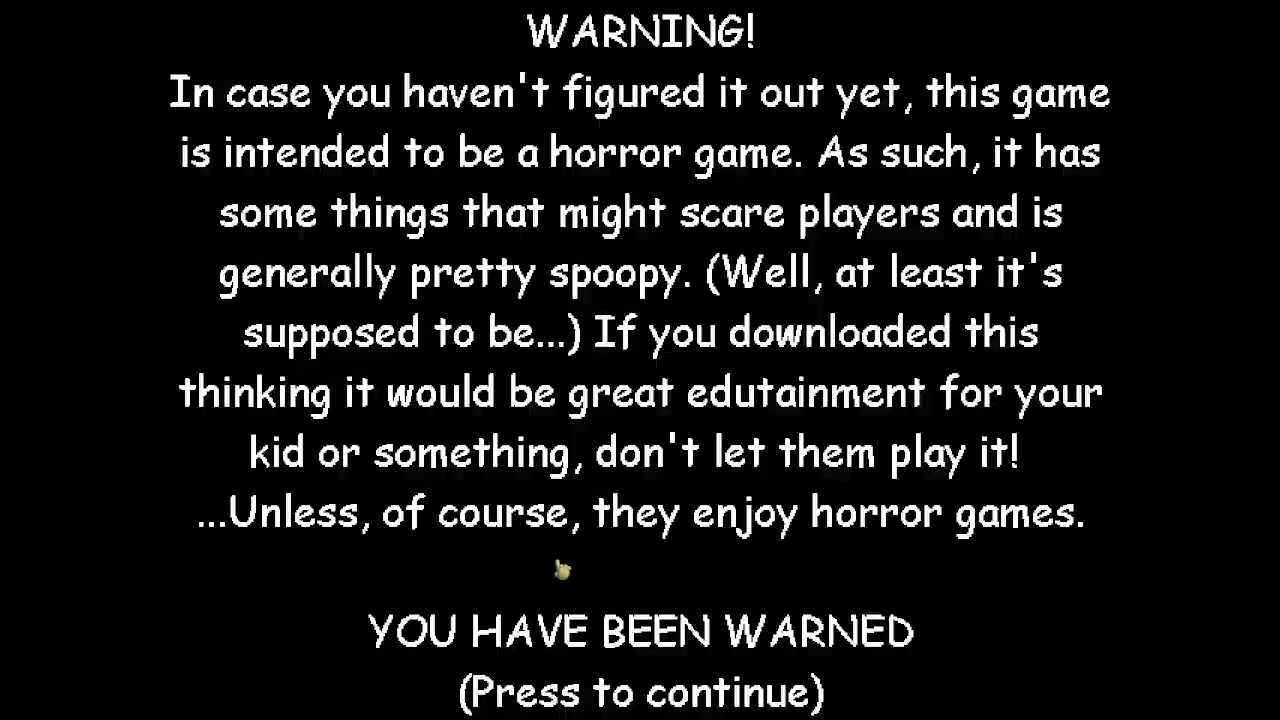 WARNING!
In case you haven't figured it out yet, this game
is intended to be a horror game. As such, it has
some things that might scare players and is
generally pretty spoopy. (Well, at least it's
supposed to be...) If you downloaded this
thinking it would be great edutainment for your
kid or something, don't let them play it!
...Unless, of course, they enjoy horror games.
YOU HAVE BEEN WARNED
(Press to continue)